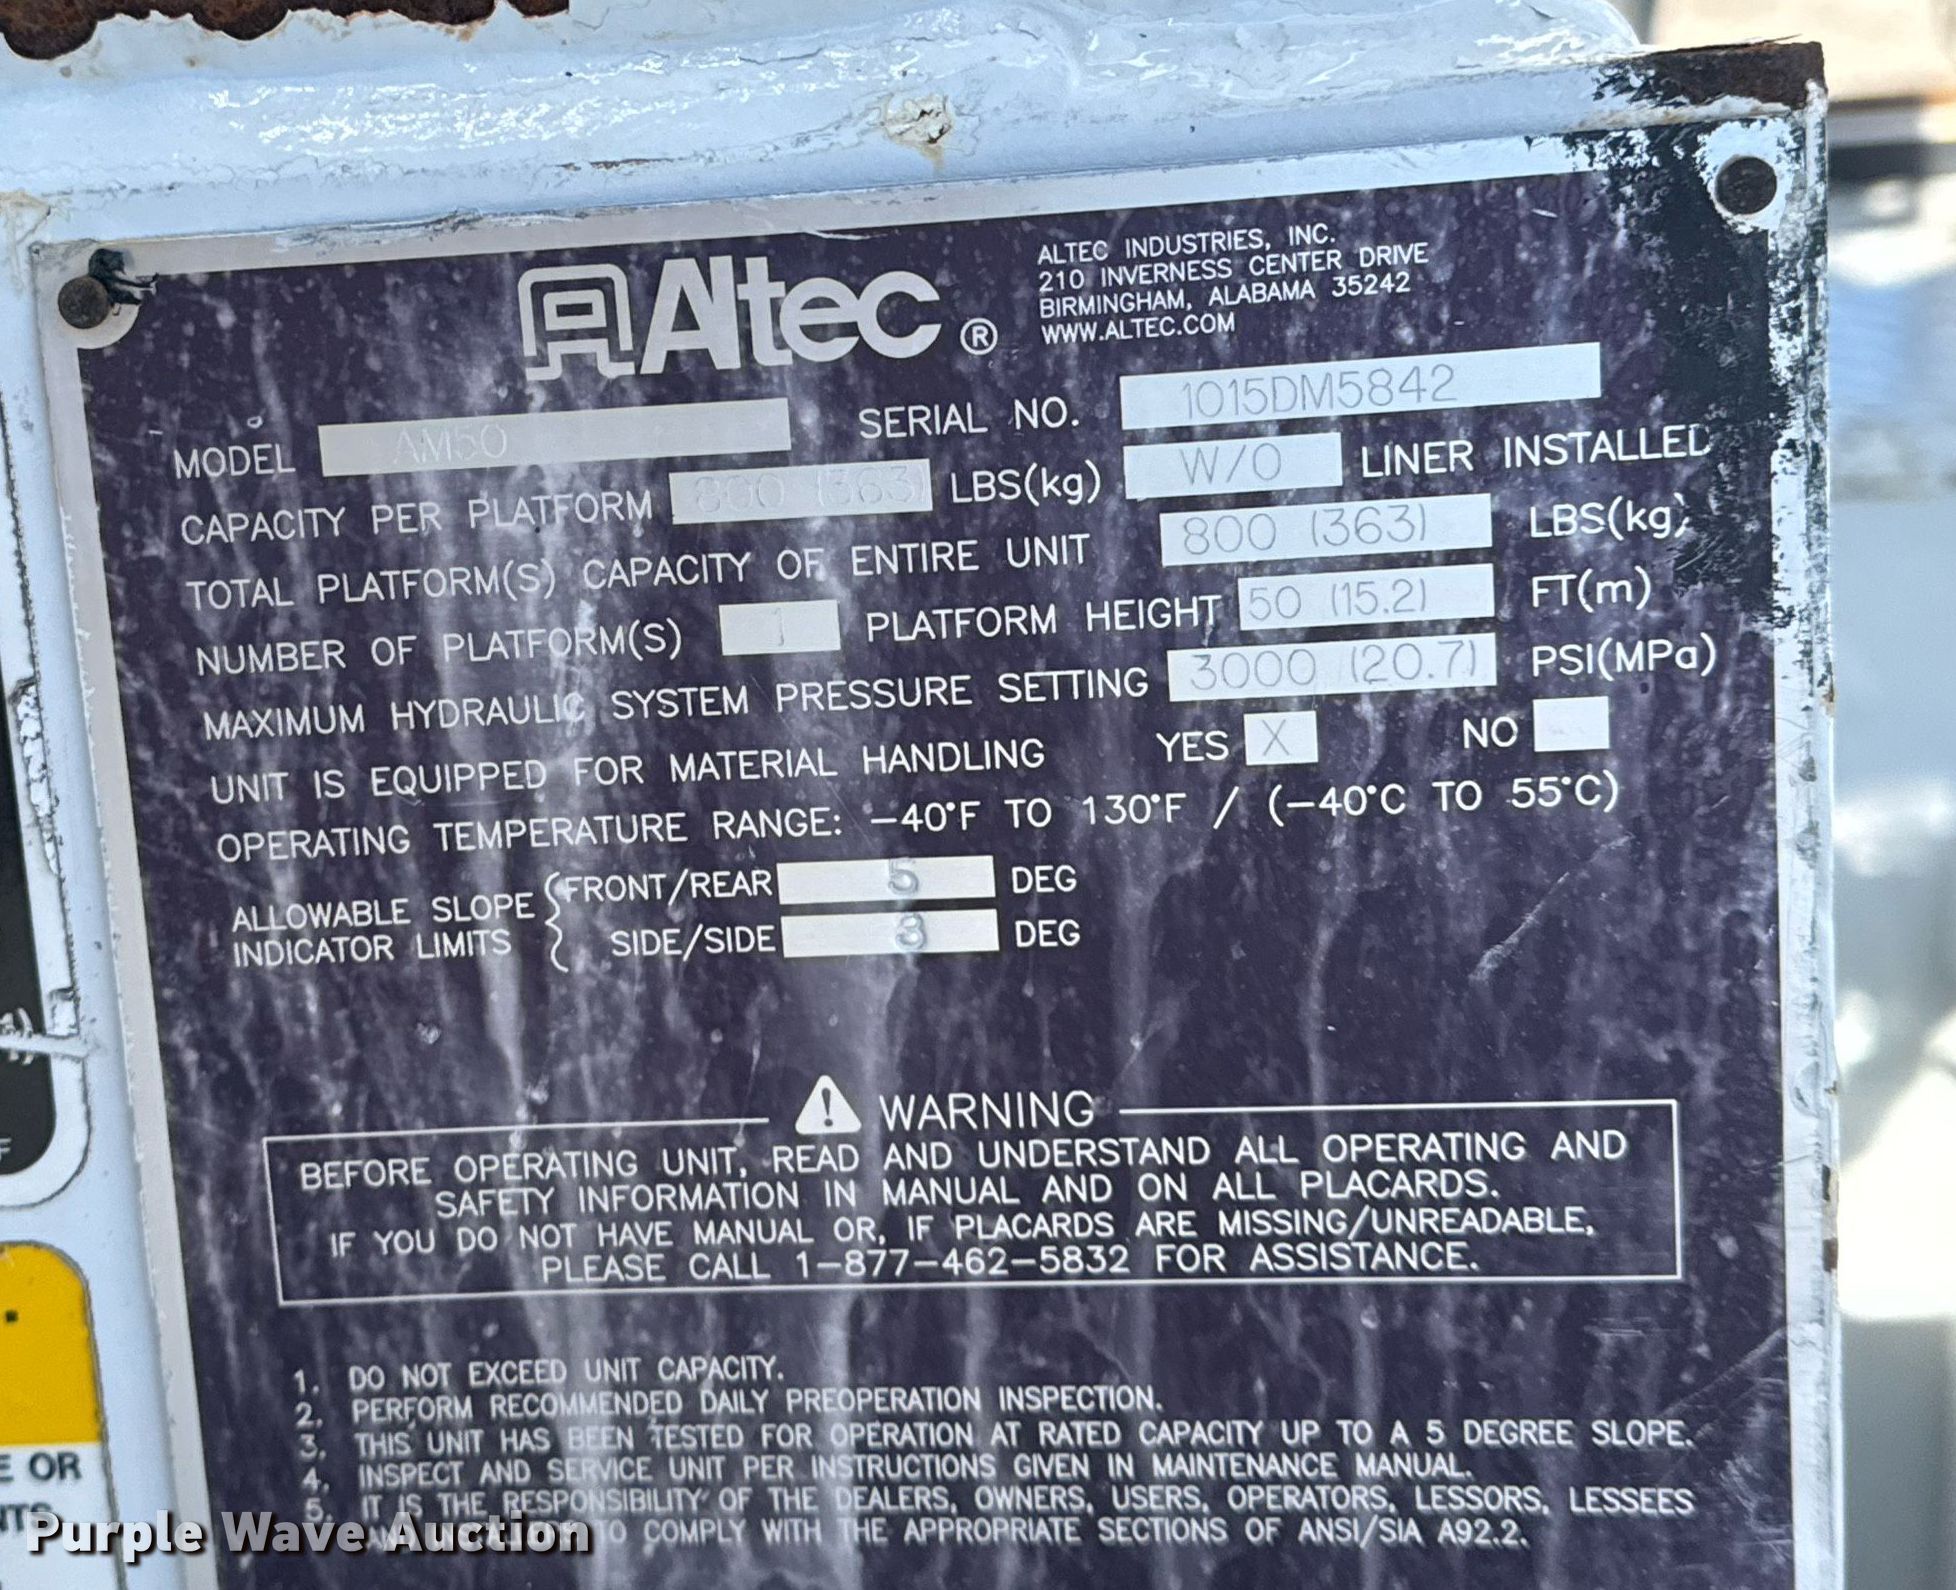 Altec ®
ALTEC INDUSTRIES, INC.
210 INVERNESS CENTER DRIVE
BIRMINGHAM, ALABAMA 35242
WWW.ALTEC.COM
MODEL AM50 SERIAL NO. 1015DM5842
CAPACITY PER PLATFORM 800 (363) LBS(kg) W/O LINER INSTALLED
TOTAL PLATFORM(S) CAPACITY OF ENTIRE UNIT 800 (363) LBS(kg)
NUMBER OF PLATFORM(S) 1 PLATFORM HEIGHT 50 (15.2) FT(m)
MAXIMUM HYDRAULIC SYSTEM PRESSURE SETTING 3000 (20.7) PSI(MPa)
UNIT IS EQUIPPED FOR MATERIAL HANDLING YES X NO
OPERATING TEMPERATURE RANGE: -40°F TO 130°F / (-40°C TO 55°C)
ALLOWABLE SLOPE INDICATOR LIMITS
FRONT/REAR 5 DEG
SIDE/SIDE DEG
WARNING
BEFORE OPERATING UNIT, READ AND UNDERSTAND ALL OPERATING AND
SAFETY INFORMATION IN MANUAL AND ON ALL PLACARDS.
IF YOU DO NOT HAVE MANUAL OR, IF PLACARDS ARE MISSING/UNREADABLE,
PLEASE CALL 1-877-462-5832 FOR ASSISTANCE.
1. DO NOT EXCEED UNIT CAPACITY.
2. PERFORM RECOMMENDED DAILY PREOPERATION INSPECTION.
3. THIS UNIT HAS BEEN TESTED FOR OPERATION AT RATED CAPACITY UP TO A 5 DEGREE SLOPE.
4. INSPECT AND SERVICE UNIT PER INSTRUCTIONS GIVEN IN MAINTENANCE MANUAL.
5. IT IS THE RESPONSIBILITY OF THE DEALERS, OWNERS, USERS, OPERATORS, LESSORS, LESSEES
TO COMPLY WITH THE APPROPRIATE SECTIONS OF ANSI/SIA A92.2.
E OR
Purple Wave Auction